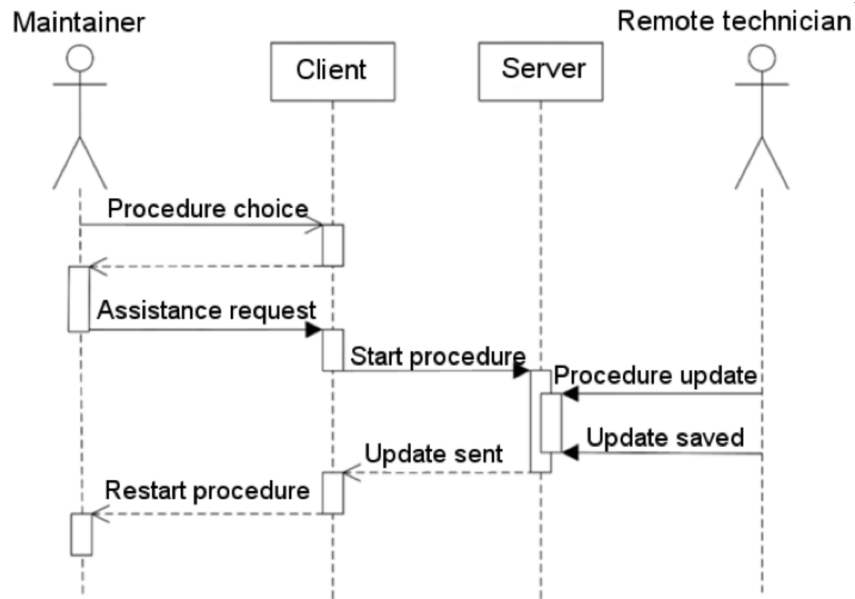 Maintainer
Remote technician
Client
Server
Procedure choice
Assistance request
Start procedure
Procedure update
Update saved
Update sent
Restart procedure